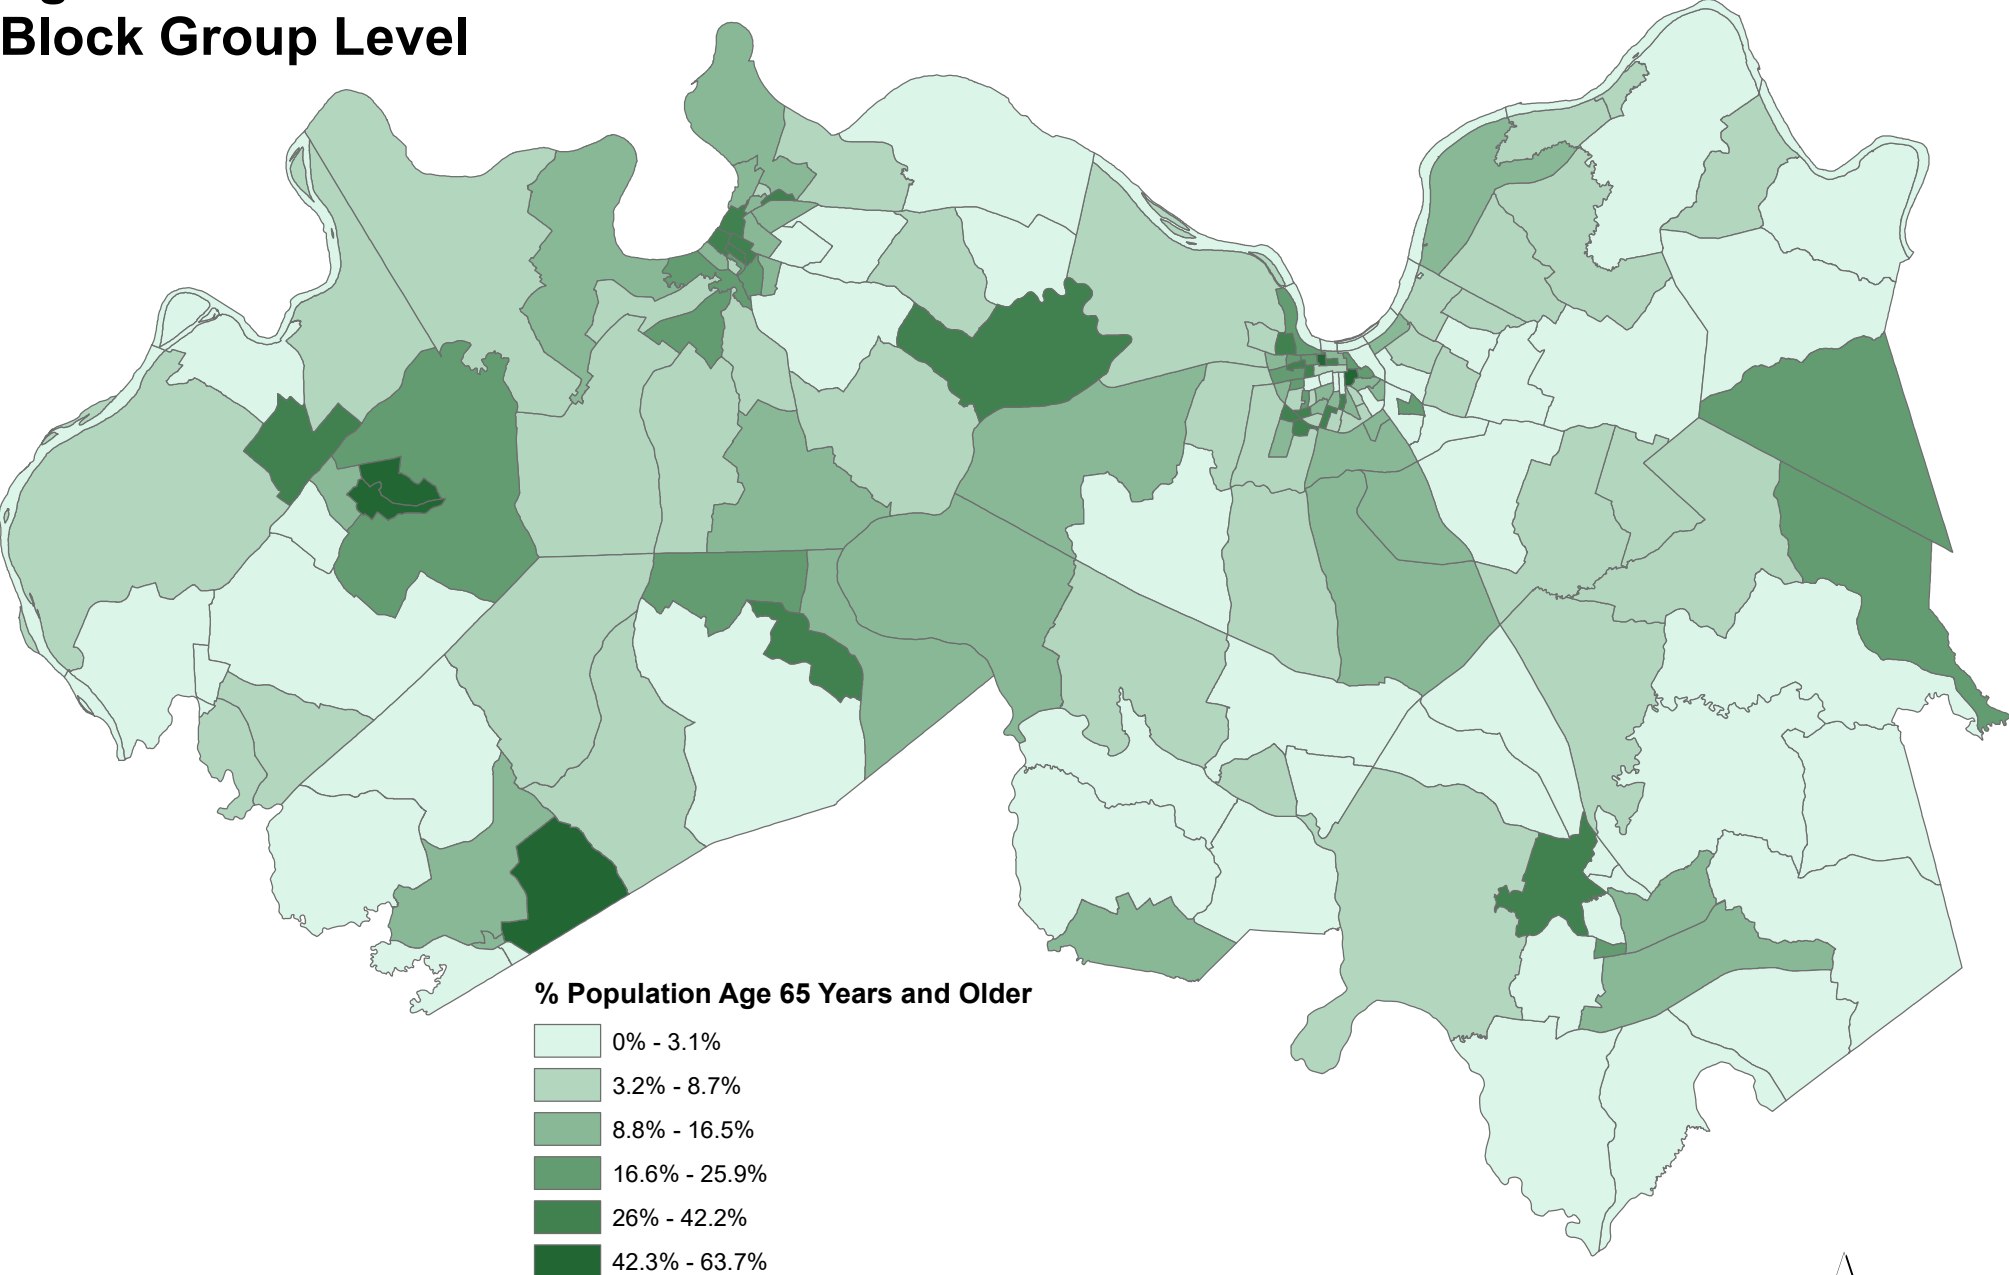 Block Group Level
% Population Age 65 Years and Older
0% - 3.1%
3.2% - 8.7%
8.8% - 16.5%
16.6% - 25.9%
26% - 42.2%
42.3% - 63.7%